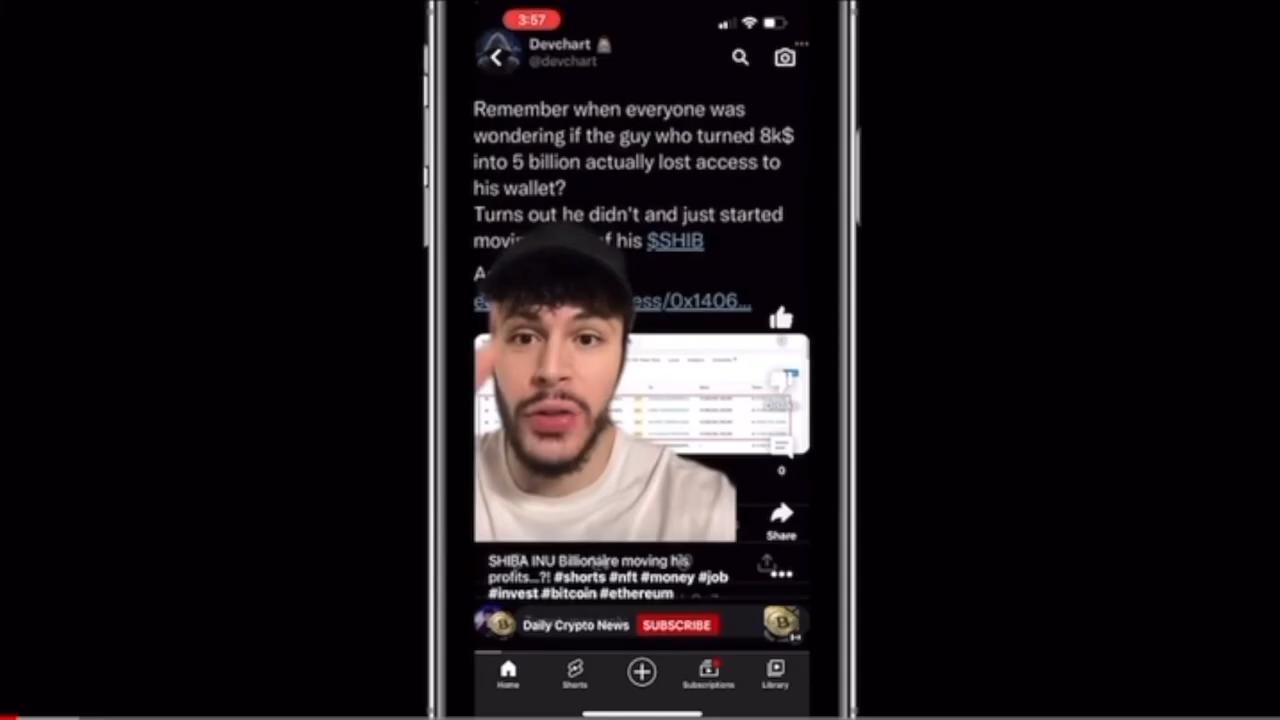 3:57
Devchart
@devchart
Remember when everyone was
wondering if the guy who turned 8k$
into 5 billion actually lost access to
his wallet?
Turns out he didn't and just started
his $SHIB
ess/0x1406...
0
Share
SHIBA INU Billionaire moving his
profits...?! #shorts #nft #money #job
#invest #bitcoin #ethereum
Daily Crypto News SUBSCRIBE
Home Shorts Subscriptions Library